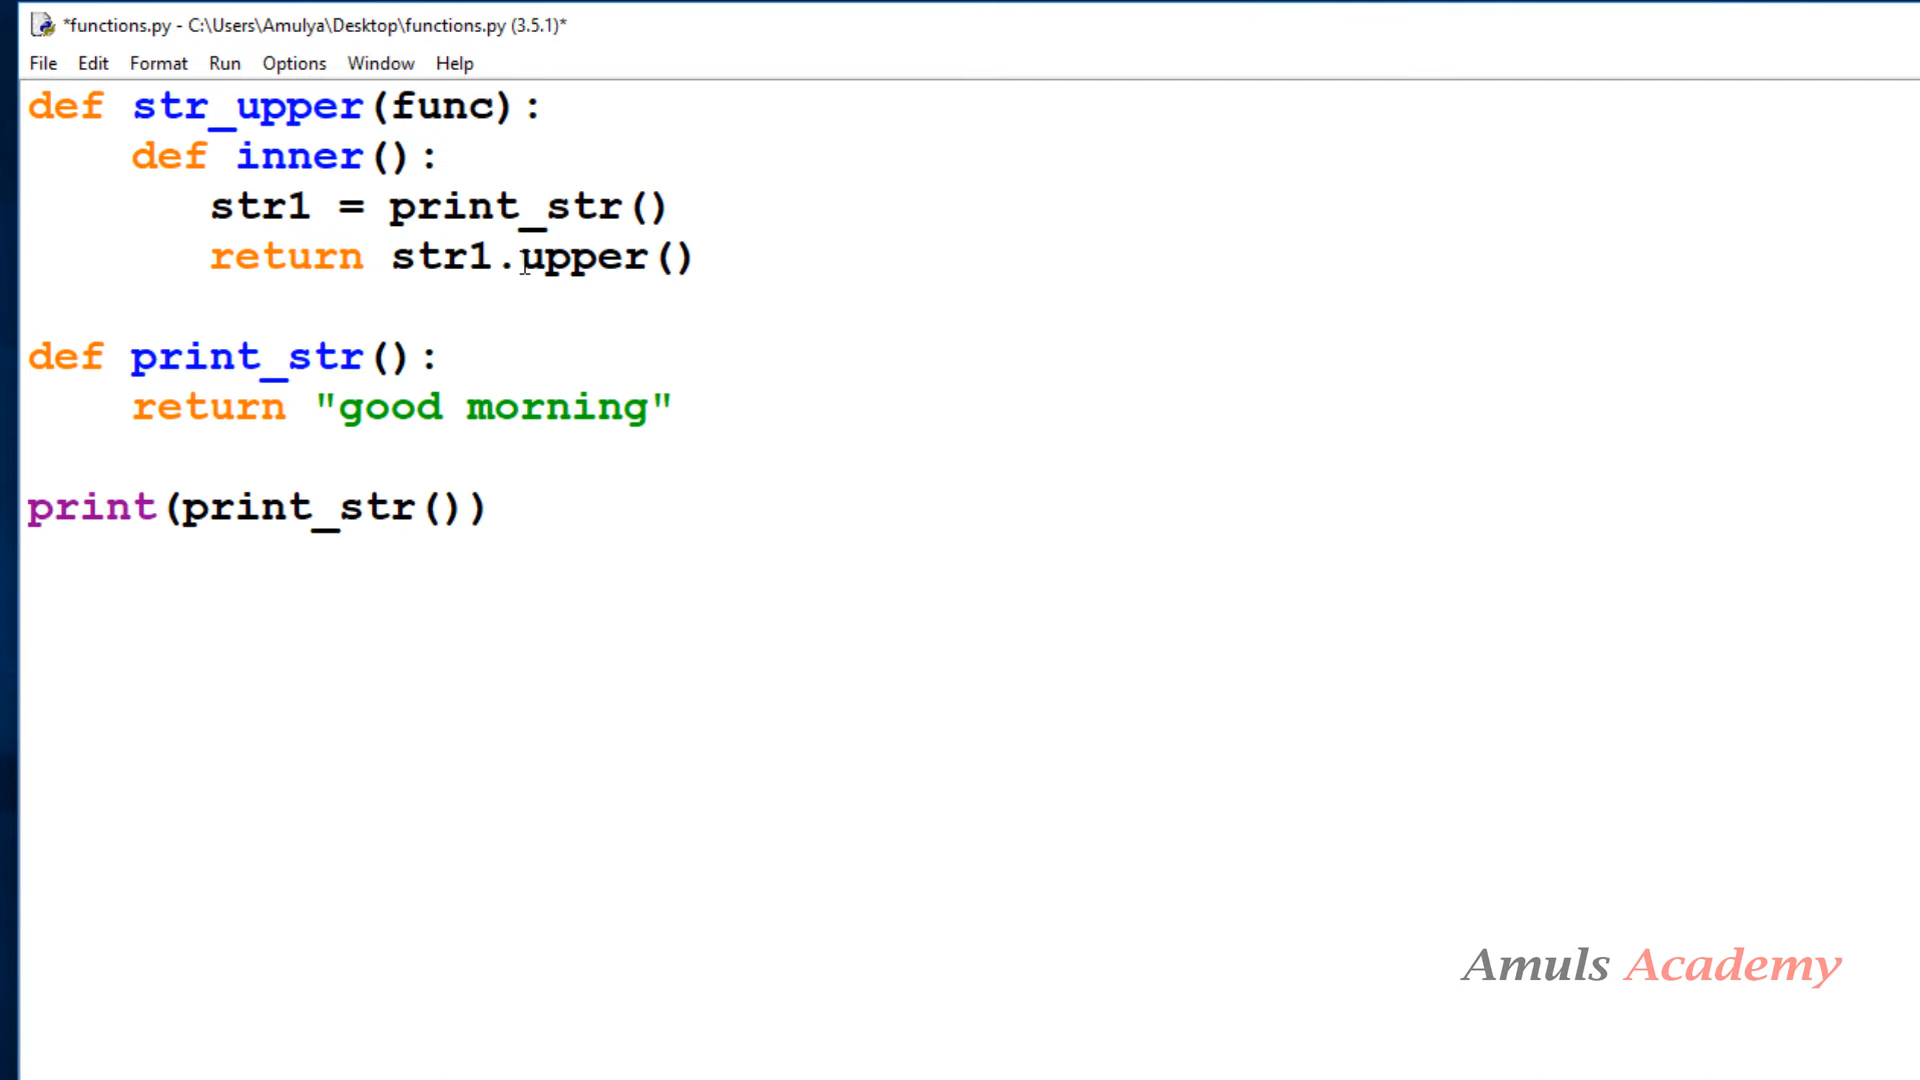 *functions.py - C:\Users\Amulya\Desktop\functions.py (3.5.1)*
File Edit Format Run Options Window Help
def str_upper(func):
    def inner():
       str1 = print_str()
       return str1.upper()
def print_str():
    return "good morning"
print(print_str())
Amuls Academy